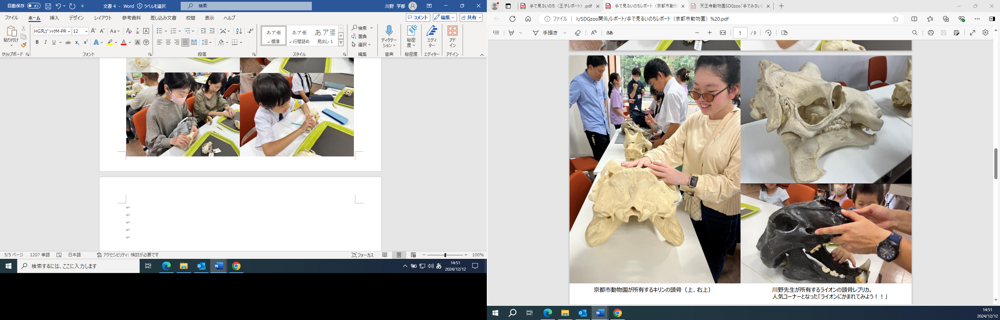 自動保存 オフ 文書 4 - Word ラベルを選択 検索 川野 学都
ファイル ホーム 挿入 デザイン レイアウト 参考資料 差し込み文書 校閲 表示 ヘルプ コメント 編集 共有
貼り付け HG丸ゴシックM-PR 12 あア亜 あア亜 あア亜 検索 置換 選択 ディクテーション 秘密度 エディター アドイン
標準 行間詰め 見出し 1
クリップボード フォント 段落 スタイル 編集 音声 秘密度 エディター アドイン
5/5 ページ 1207 単語 日本語 アクセシビリティ: 検討が必要です フォーカス 100%
検索するには、ここに入力します あ 14:51
2024/12/12
手で見るいのち（王子レポート）.pdf 手で見るいのちレポート（京都市動物 天王寺動物園SDGzoo「手でみるい
ファイル I:/SDGzoo関係/レポート/手で見るいのちレポート（京都市動物園）%20.pdf
手描き aあ 5 / 9
京都市動物園が所有するキリンの頭骨（上、右上）
川野先生が所有するライオンの頭骨レプリカ。
人気コーナーとなった「ライオンにかまれてみよう！！」
14:51
2024/12/12